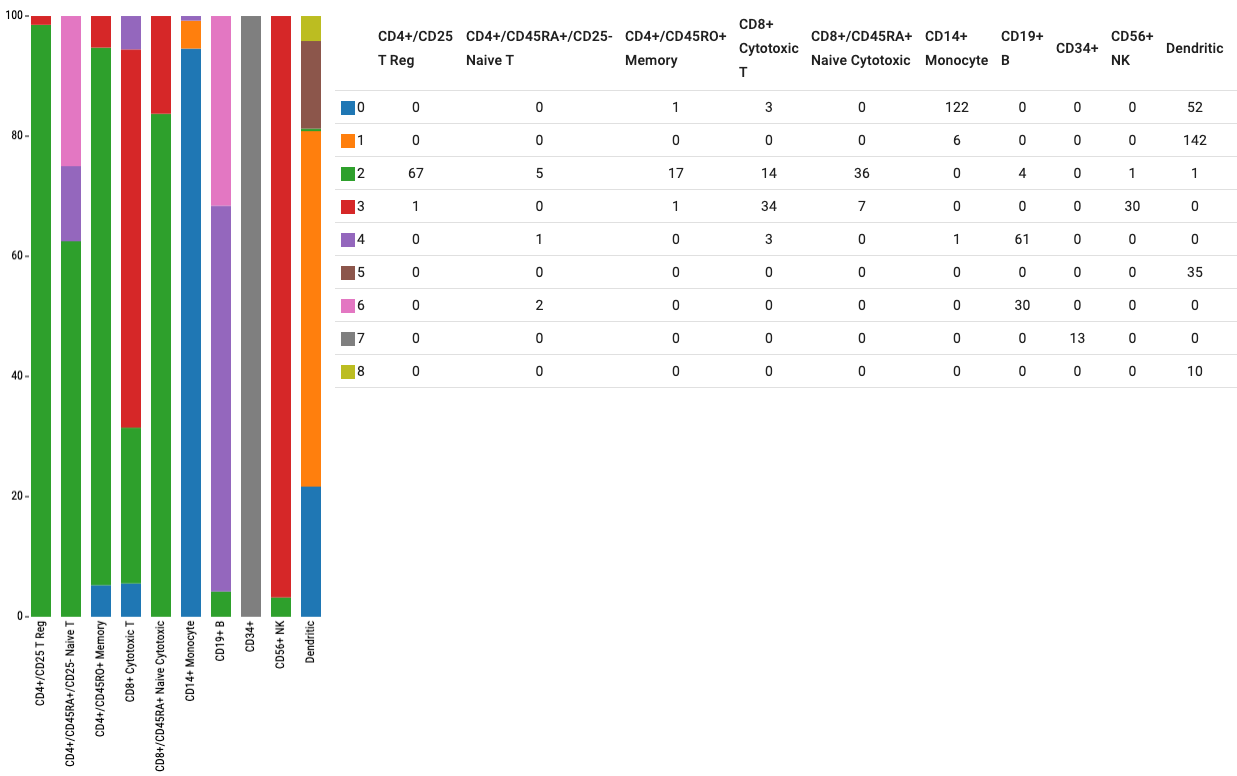 100
80
60
40
20
0
CD4+/CD25 T Reg
CD4+/CD45RA+/CD25- Naive T
CD4+/CD45RO+ Memory
CD8+ Cytotoxic T
CD8+/CD45RA+ Naive Cytotoxic
CD14+ Monocyte
CD19+ B
CD34+
CD56+ NK
Dendritic
CD4+/CD25
T Reg
CD4+/CD45RA+/CD25-
Naive T
CD4+/CD45RO+
Memory
CD8+
Cytotoxic
T
CD8+/CD45RA+
Naive Cytotoxic
CD14+
Monocyte
CD19+
B
CD34+
CD56+
NK
Dendritic
0 0 0 1 3 0 122 0 0 0 52
1 0 0 0 0 0 6 0 0 0 142
2 67 5 17 14 36 0 4 0 1 1
3 1 0 1 34 7 0 0 0 30 0
4 0 1 0 3 0 1 61 0 0 0
5 0 0 0 0 0 0 0 0 0 35
6 0 2 0 0 0 0 30 0 0 0
7 0 0 0 0 0 0 0 13 0 0
8 0 0 0 0 0 0 0 0 0 10